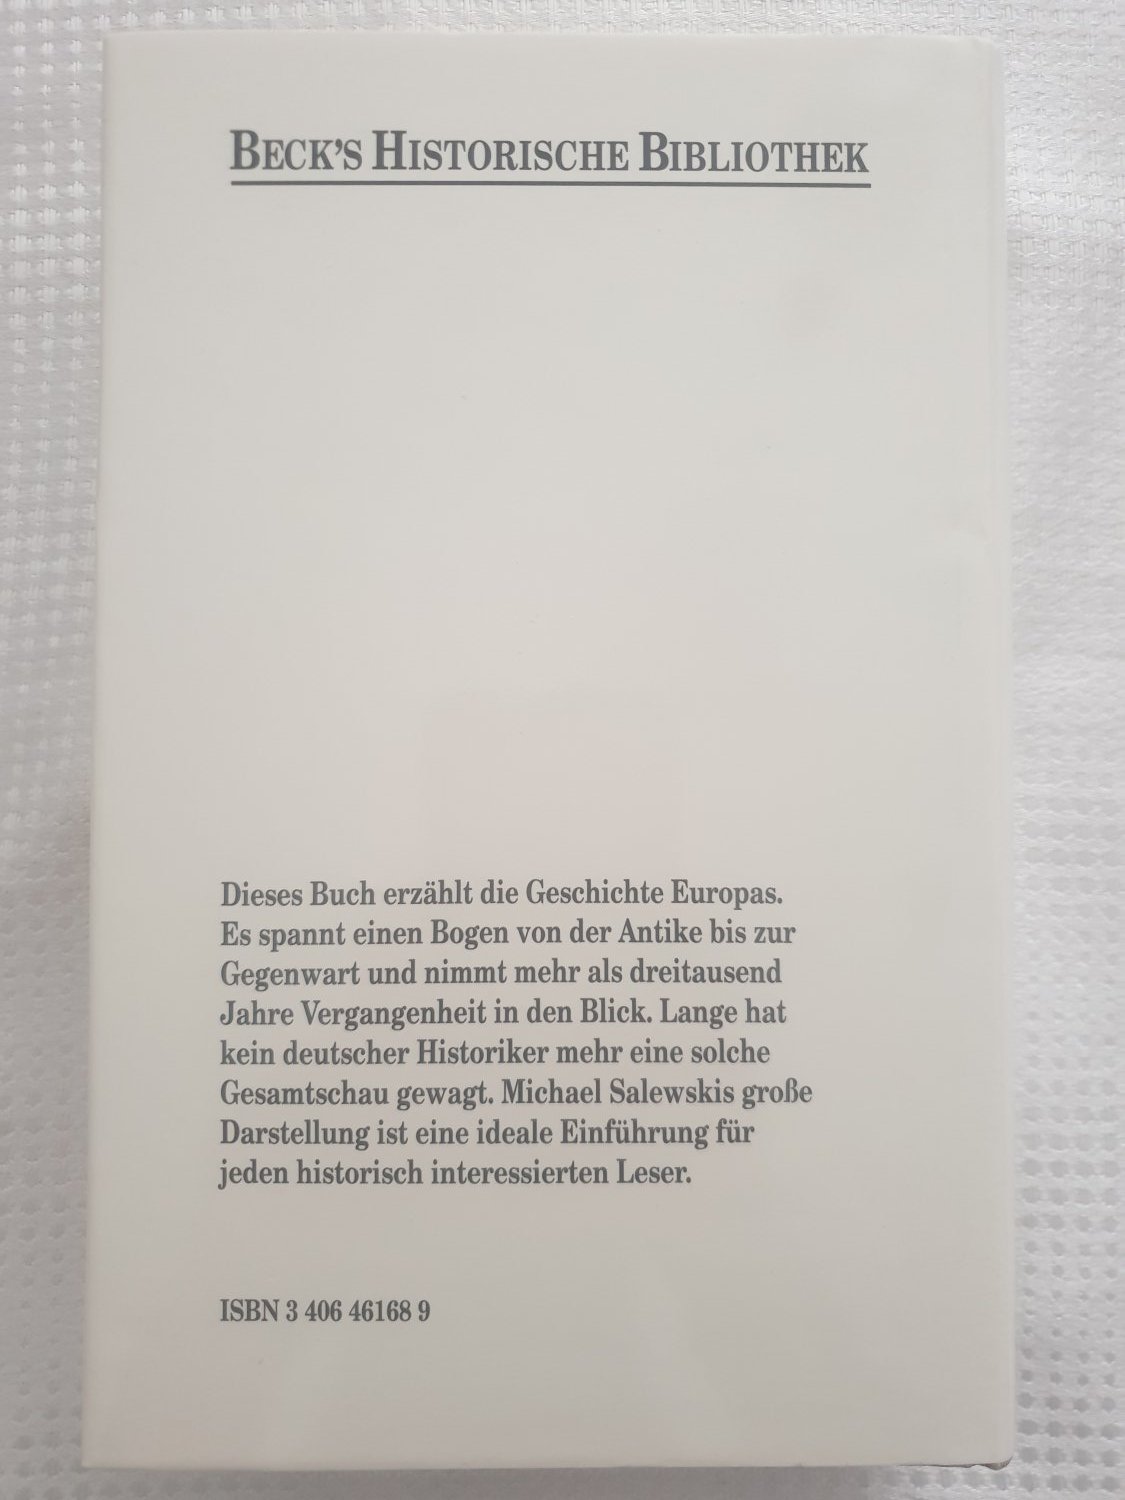 BECK'S HISTORISCHE BIBLIOTHEK
Dieses Buch erzählt die Geschichte Europas.
Es spannt einen Bogen von der Antike bis zur
Gegenwart und nimmt mehr als dreitausend
Jahre Vergangenheit in den Blick. Lange hat
kein deutscher Historiker mehr eine solche
Gesamtschau gewagt. Michael Salewskis große
Darstellung ist eine ideale Einführung für
jeden historisch interessierten Leser.
ISBN 3 406 46168 9